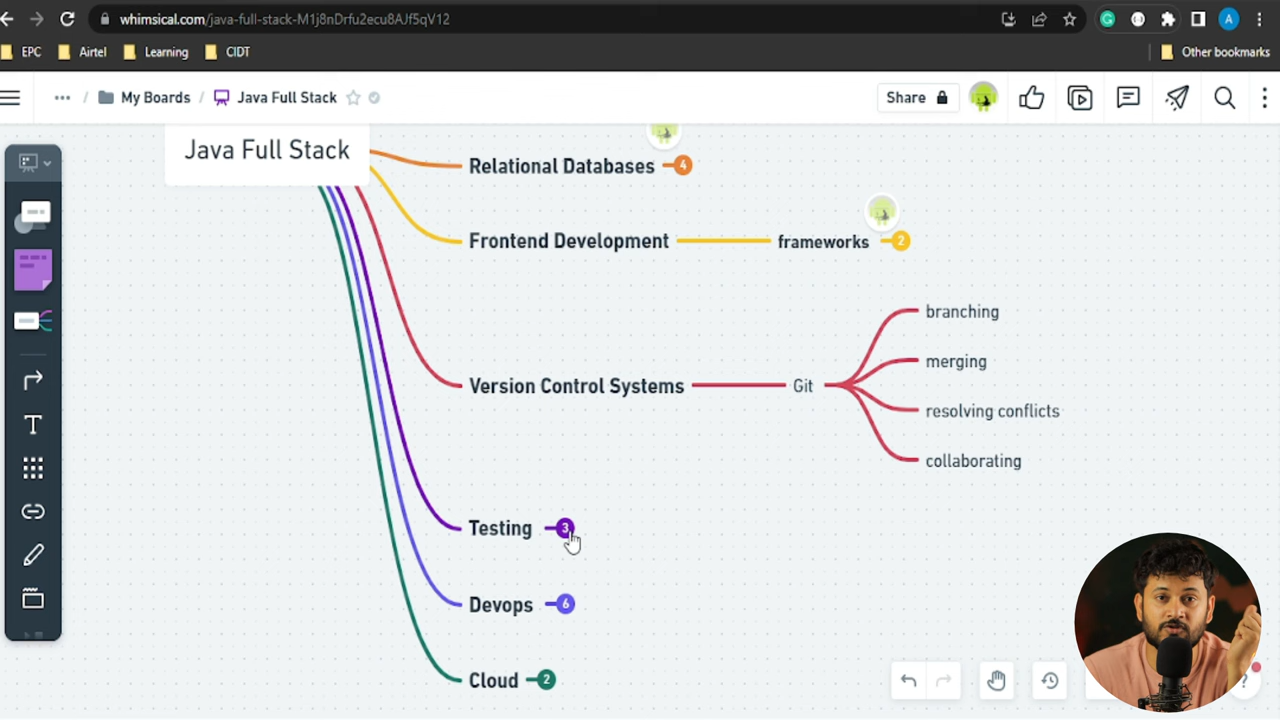 whimsical.com/java-full-stack-M1j8nDrfu2ecu8AJf5qV12
G
A
EPC
Airtel
Learning
CIDT
Other bookmarks
... / My Boards / Java Full Stack
Share
Java Full Stack
Relational Databases 4
Frontend Development
frameworks 2
Version Control Systems
Git
branching
merging
resolving conflicts
collaborating
T
Testing 3
Devops 6
Cloud 2
?